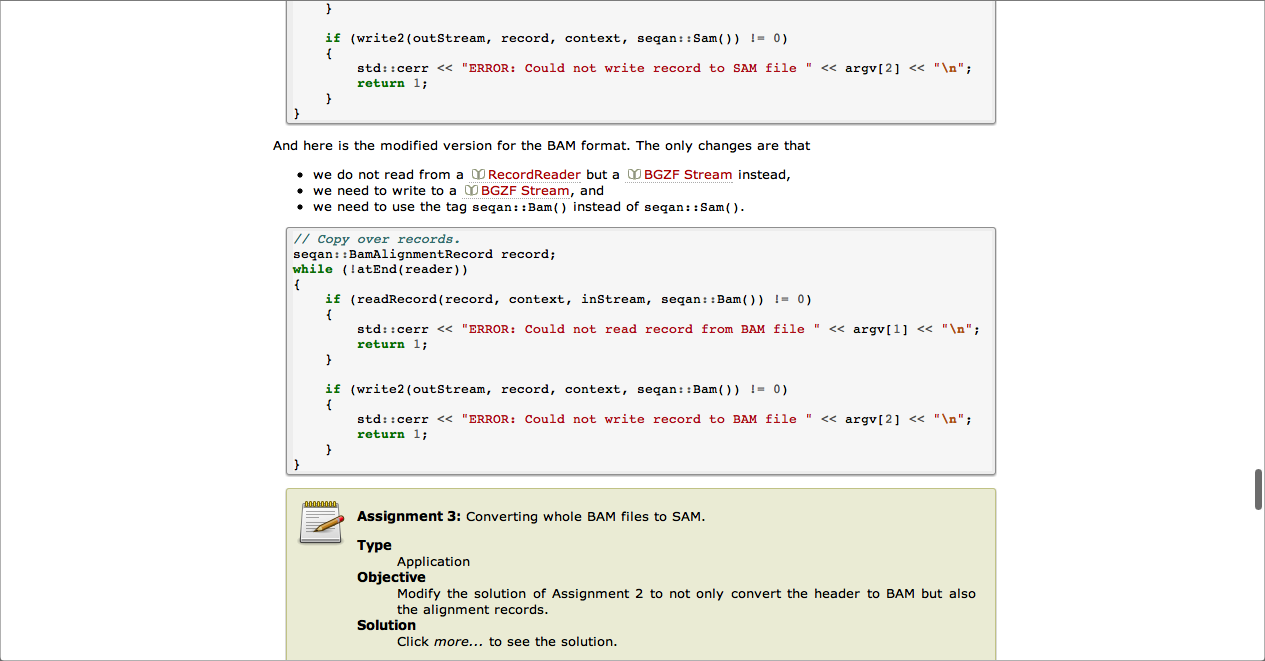 }

    if (write2(outStream, record, context, seqan::Sam()) != 0)
    {
        std::cerr << "ERROR: Could not write record to SAM file " << argv[2] << "\n";
        return 1;
    }
}
And here is the modified version for the BAM format. The only changes are that
• we do not read from a RecordReader but a BGZF Stream instead,
• we need to write to a BGZF Stream, and
• we need to use the tag seqan::Bam() instead of seqan::Sam().
// Copy over records.
seqan::BamAlignmentRecord record;
while (!atEnd(reader))
{
    if (readRecord(record, context, inStream, seqan::Bam()) != 0)
    {
        std::cerr << "ERROR: Could not read record from BAM file " << argv[1] << "\n";
        return 1;
    }

    if (write2(outStream, record, context, seqan::Bam()) != 0)
    {
        std::cerr << "ERROR: Could not write record to BAM file " << argv[2] << "\n";
        return 1;
    }
}
Assignment 3: Converting whole BAM files to SAM.
Type
Application
Objective
Modify the solution of Assignment 2 to not only convert the header to BAM but also
the alignment records.
Solution
Click more... to see the solution.